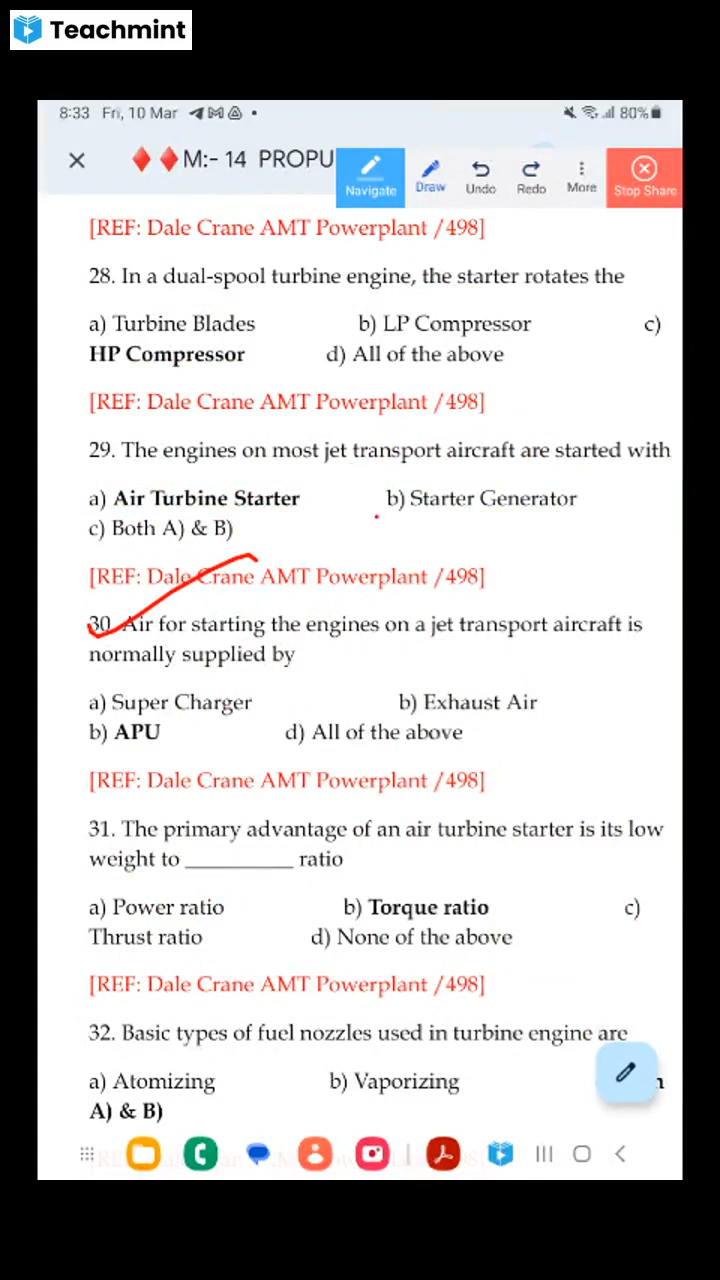 Teachmint
8:33 Fri, 10 Mar
80%
M:- 14 PROPU
Navigate
Draw
Undo
Redo
More
Stop Share
[REF: Dale Crane AMT Powerplant /498]
28. In a dual-spool turbine engine, the starter rotates the
a) Turbine Blades b) LP Compressor c)
HP Compressor d) All of the above
[REF: Dale Crane AMT Powerplant /498]
29. The engines on most jet transport aircraft are started with
a) Air Turbine Starter b) Starter Generator
c) Both A) & B)
[REF: Dale Crane AMT Powerplant /498]
30. Air for starting the engines on a jet transport aircraft is
normally supplied by
a) Super Charger b) Exhaust Air
b) APU d) All of the above
[REF: Dale Crane AMT Powerplant /498]
31. The primary advantage of an air turbine starter is its low
weight to __________ ratio
a) Power ratio b) Torque ratio c)
Thrust ratio d) None of the above
[REF: Dale Crane AMT Powerplant /498]
32. Basic types of fuel nozzles used in turbine engine are
a) Atomizing b) Vaporizing
A) & B)